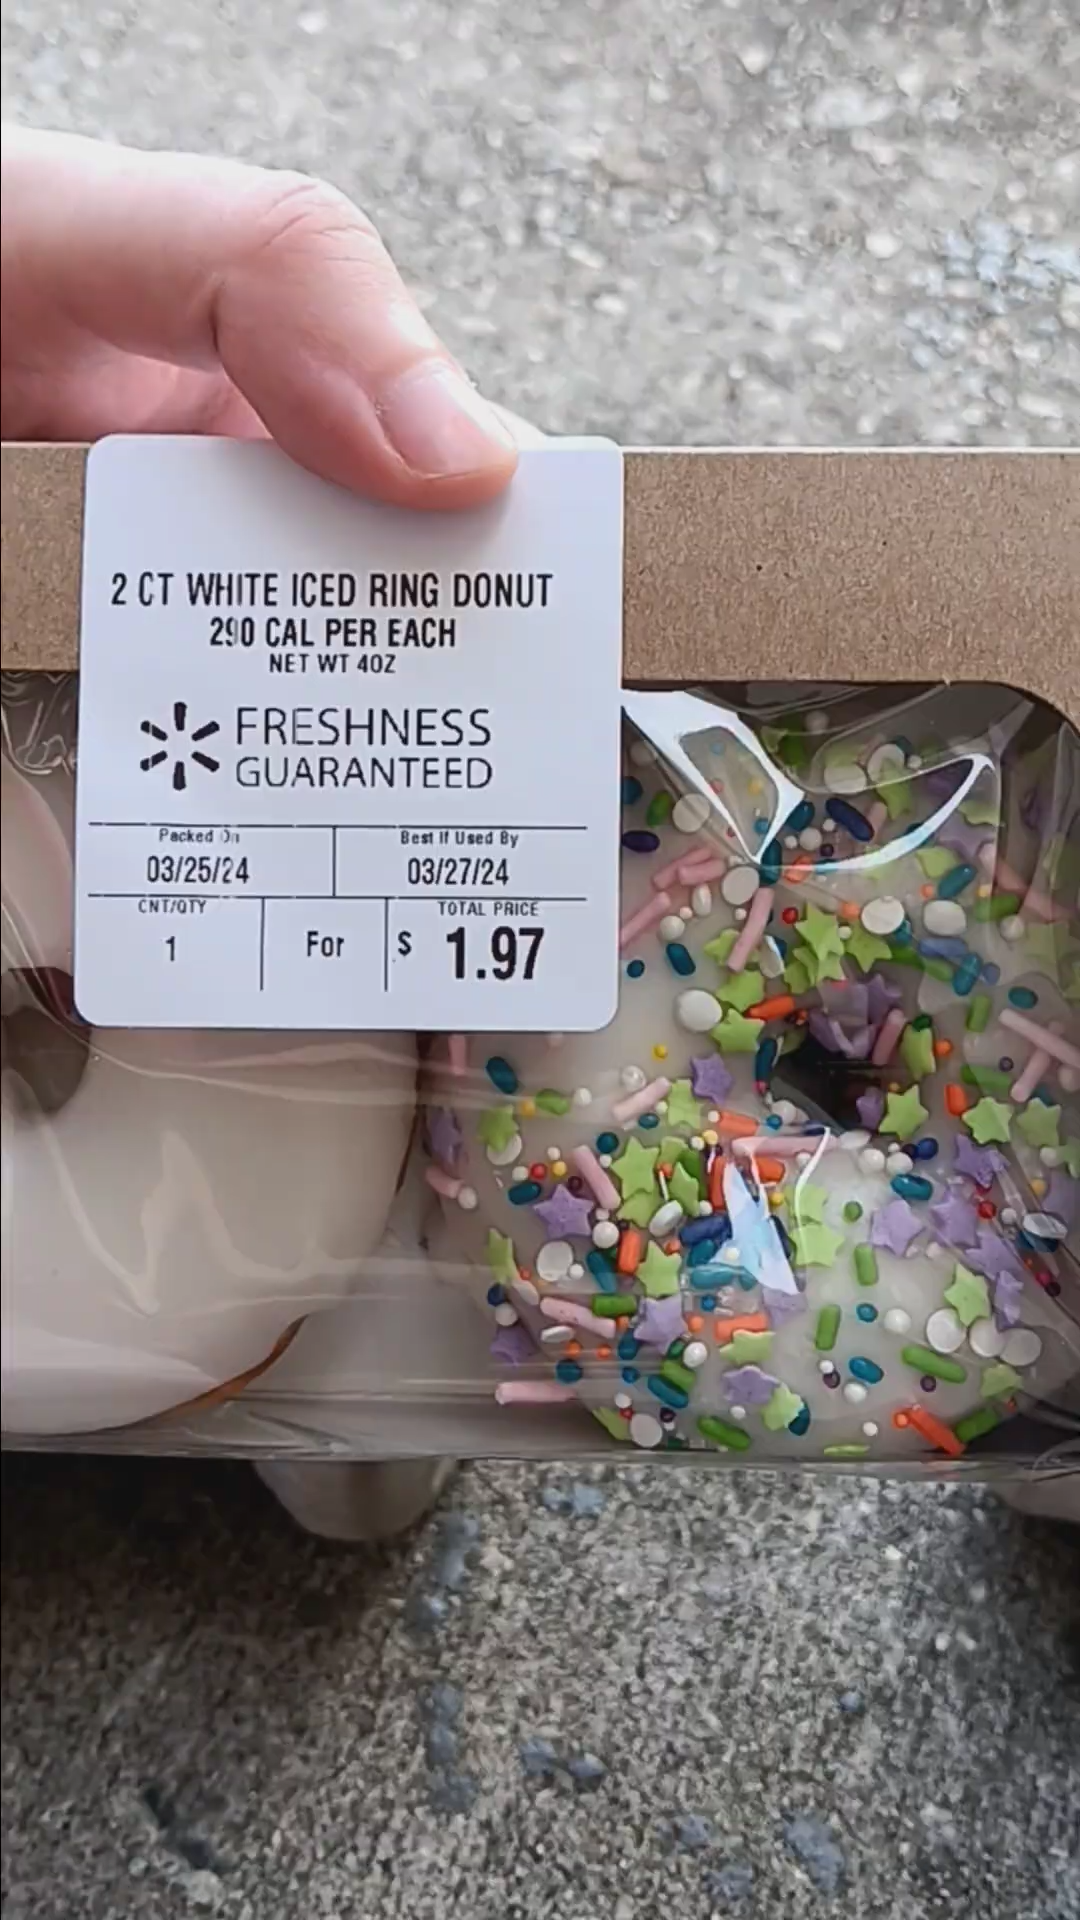 2 CT WHITE ICED RING DONUT
290 CAL PER EACH
NET WT 4OZ
FRESHNESS
GUARANTEED
Packed On Best If Used By
03/25/24 03/27/24
CNT/QTY TOTAL PRICE
1 For $ 1.97